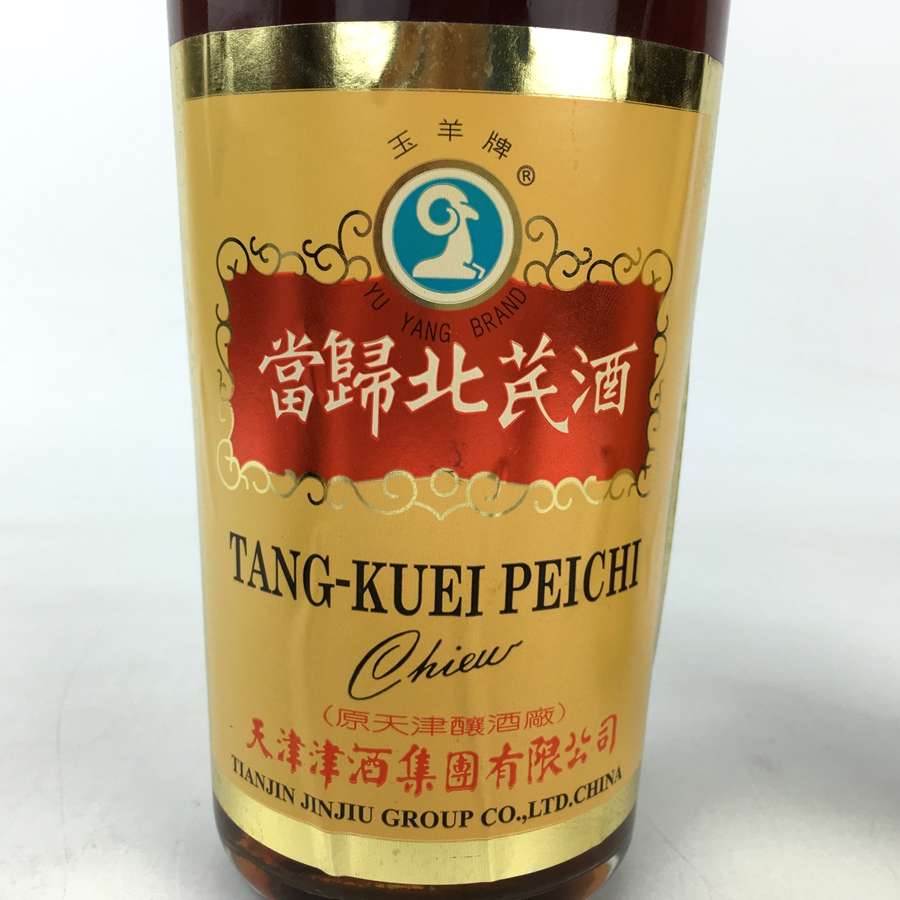 玉羊牌
®
YU YANG BRAND
當歸北芪酒
TANG-KUEI PEICHI
Chiew
(原天津釀酒廠)
天津津酒集團有限公司
TIANJIN JINJIU GROUP CO.,LTD.CHINA